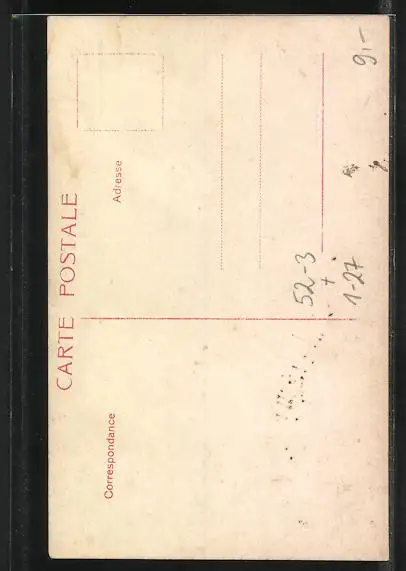 CARTE POSTALE
Correspondance
Adresse
9,-
52-3
+
1-27